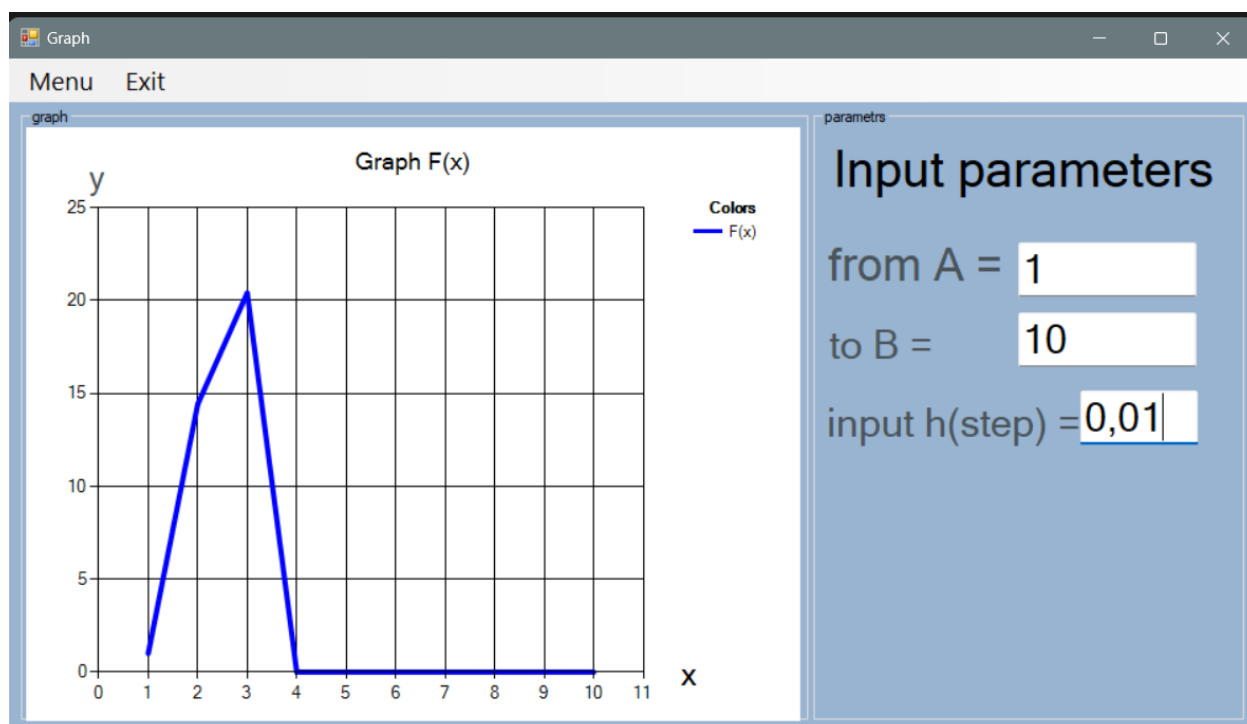 Graph
Menu Exit
graph
Graph F(x)
y
25
20
15
10
5
0
0 1 2 3 4 5 6 7 8 9 10 11
x
Colors
F(x)
parametrs
Input parameters
from A = 1
to B = 10
input h(step) = 0,01